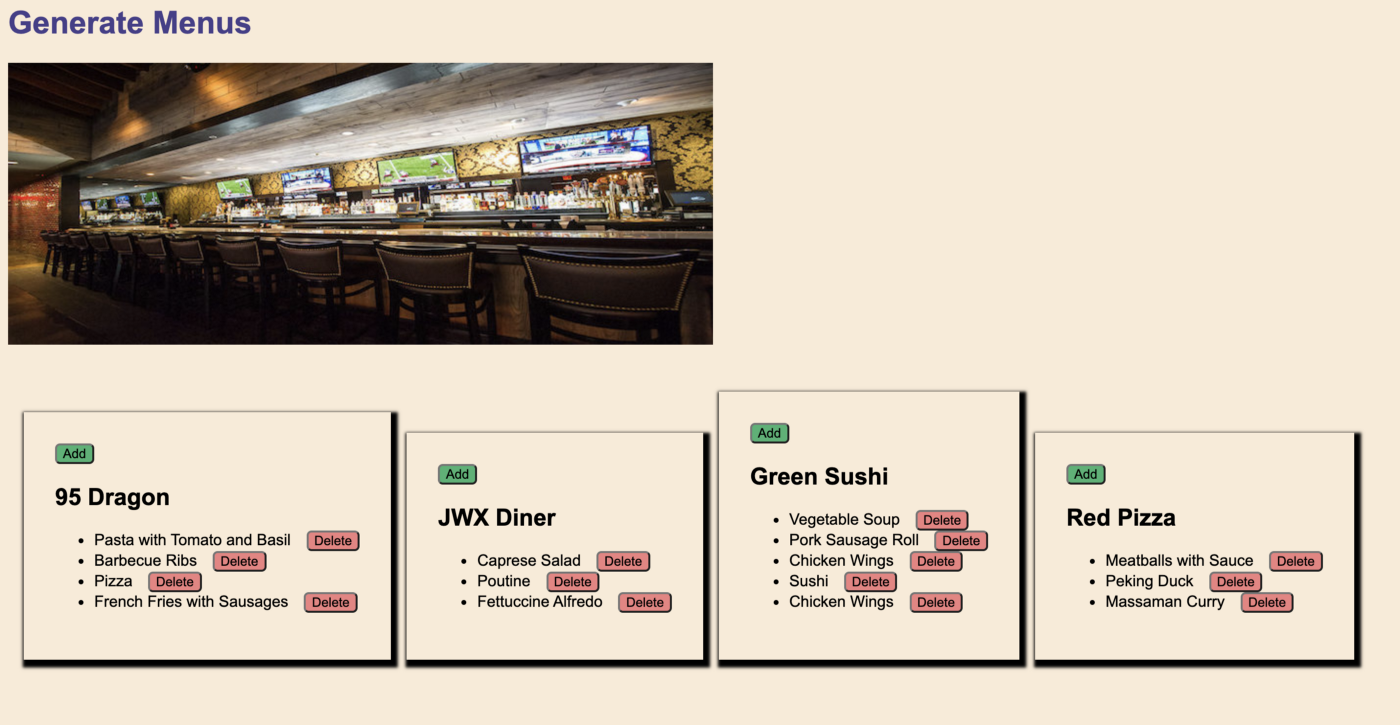 Generate Menus
Add
95 Dragon
Pasta with Tomato and Basil Delete
Barbecue Ribs Delete
Pizza Delete
French Fries with Sausages Delete
Add
JWX Diner
Caprese Salad Delete
Poutine Delete
Fettuccine Alfredo Delete
Add
Green Sushi
Vegetable Soup Delete
Pork Sausage Roll Delete
Chicken Wings Delete
Sushi Delete
Chicken Wings Delete
Add
Red Pizza
Meatballs with Sauce Delete
Peking Duck Delete
Massaman Curry Delete